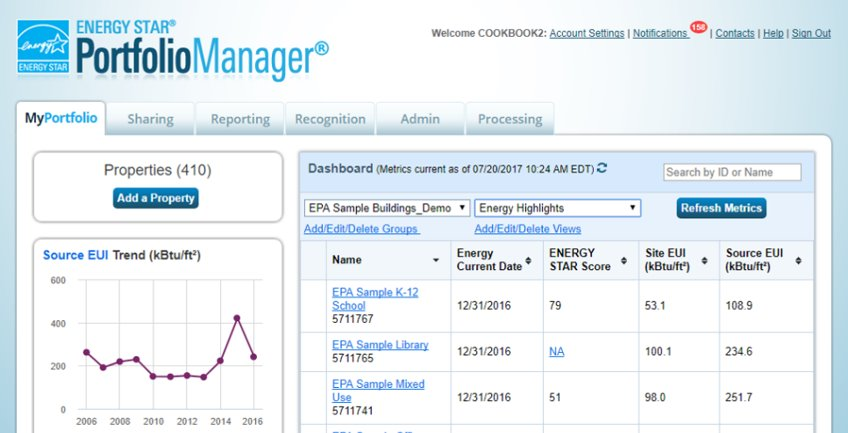 ENERGY STAR®
PortfolioManager®
energy
ENERGY STAR
Welcome COOKBOOK2: Account Settings | Notifications 158 | Contacts | Help | Sign Out
MyPortfolio Sharing Reporting Recognition Admin Processing
Properties (410)
Add a Property
Source EUI Trend (kBtu/ft²)
600
400
200
0
2006 2008 2010 2012 2014 2016
Dashboard (Metrics current as of 07/20/2017 10:24 AM EDT)
Search by ID or Name
EPA Sample Buildings_Demo Energy Highlights Refresh Metrics
Add/Edit/Delete Groups Add/Edit/Delete Views
Name Energy Current Date ENERGY STAR Score Site EUI (kBtu/ft²) Source EUI (kBtu/ft²)
EPA Sample K-12
School
5711767 12/31/2016 79 53.1 108.9
EPA Sample Library
5711765 12/31/2016 NA 100.1 234.6
EPA Sample Mixed
Use
5711741 12/31/2016 51 98.0 251.7